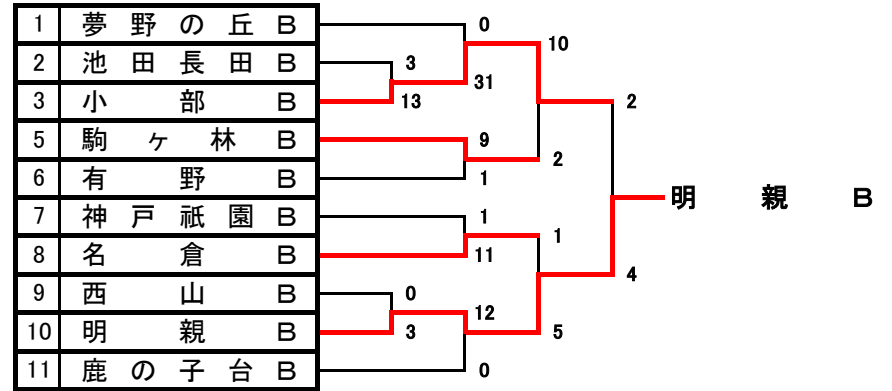 1 夢野の丘B 0
10
2 池田長田B 3
31
3 小部B 13 2
5 駒ヶ林B 9
2
6 有野B 1
明親B
7 神戸祇園B 1
1
8 名倉B 11
4
9 西山B 0
12
10 明親B 3 5
11 鹿の子台B 0